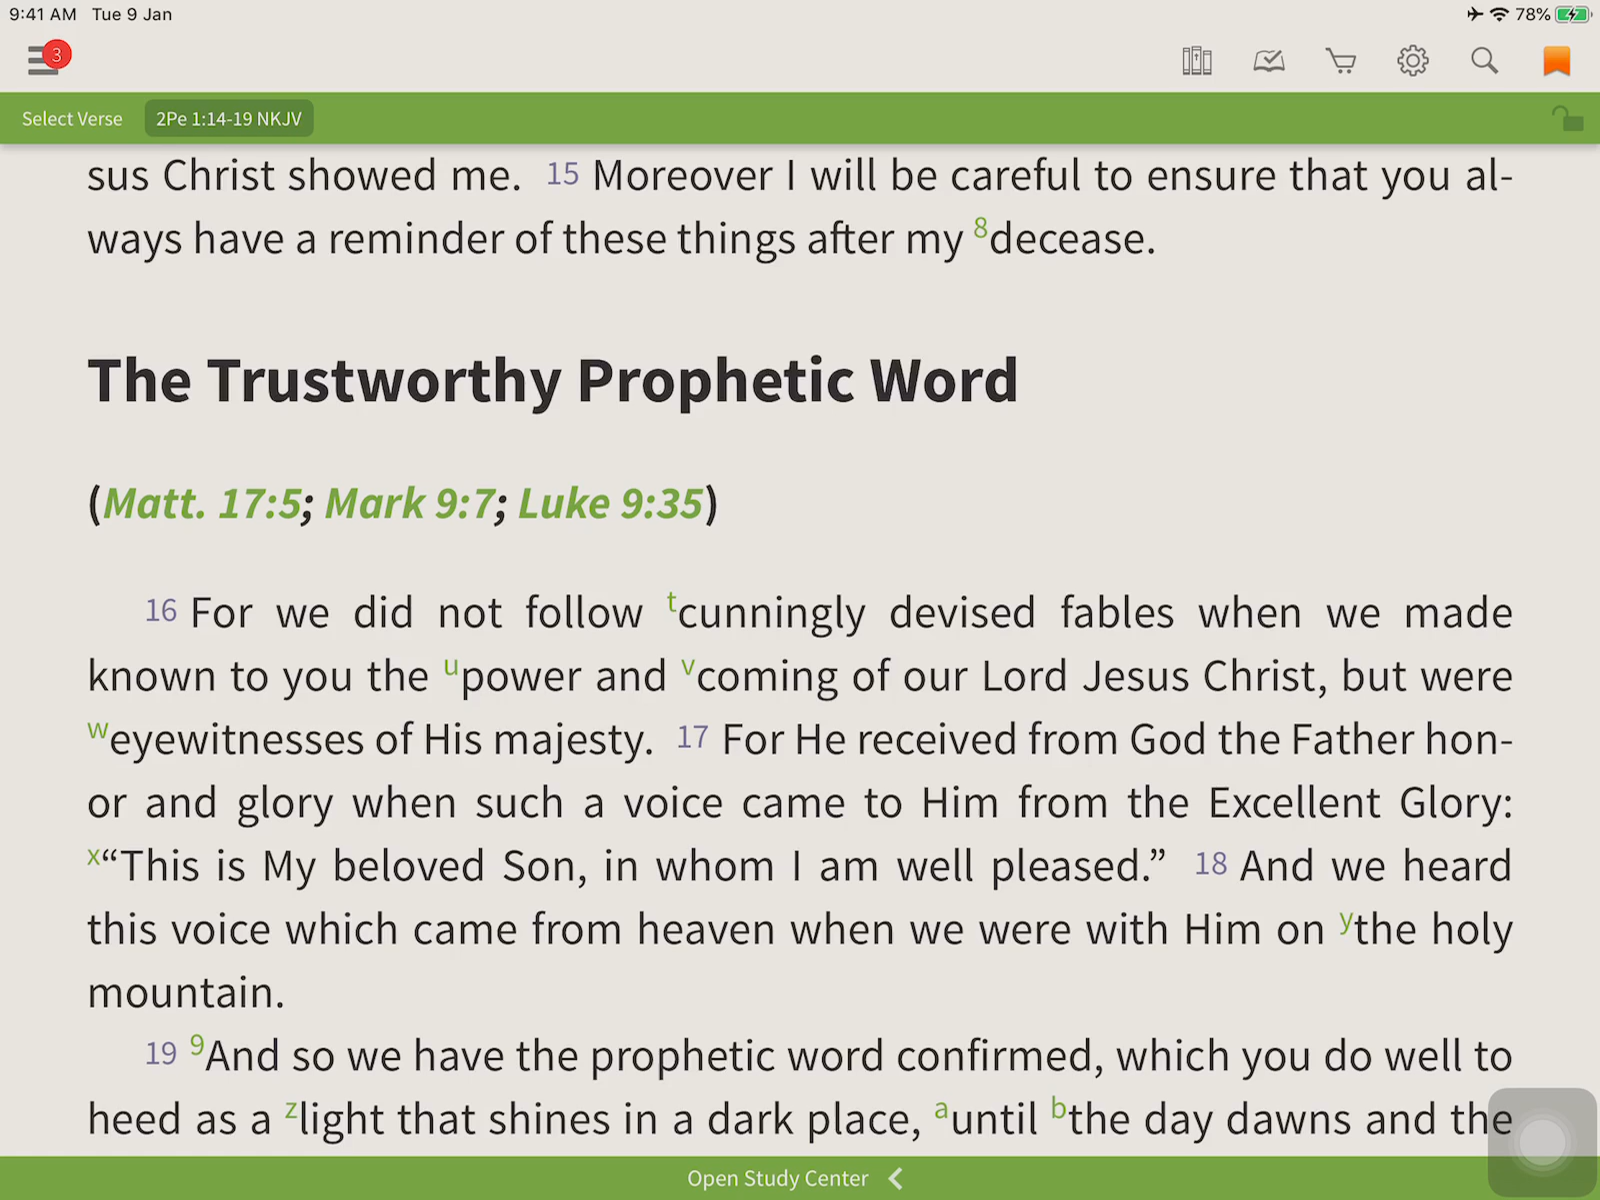 9:41 AM Tue 9 Jan 78%
3
Select Verse 2Pe 1:14-19 NKJV
sus Christ showed me. 15 Moreover I will be careful to ensure that you al-
ways have a reminder of these things after my 8decease.
The Trustworthy Prophetic Word
(Matt. 17:5; Mark 9:7; Luke 9:35)
16 For we did not follow tcunningly devised fables when we made
known to you the upower and vcoming of our Lord Jesus Christ, but were
weyewitnesses of His majesty. 17 For He received from God the Father hon-
or and glory when such a voice came to Him from the Excellent Glory:
x“This is My beloved Son, in whom I am well pleased.” 18 And we heard
this voice which came from heaven when we were with Him on ythe holy
mountain.
19 9And so we have the prophetic word confirmed, which you do well to
heed as a zlight that shines in a dark place, auntil bthe day dawns and the
Open Study Center